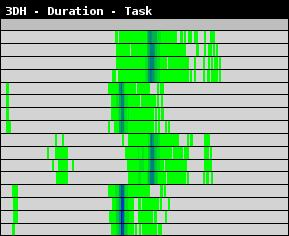 3DH - Duration - Task